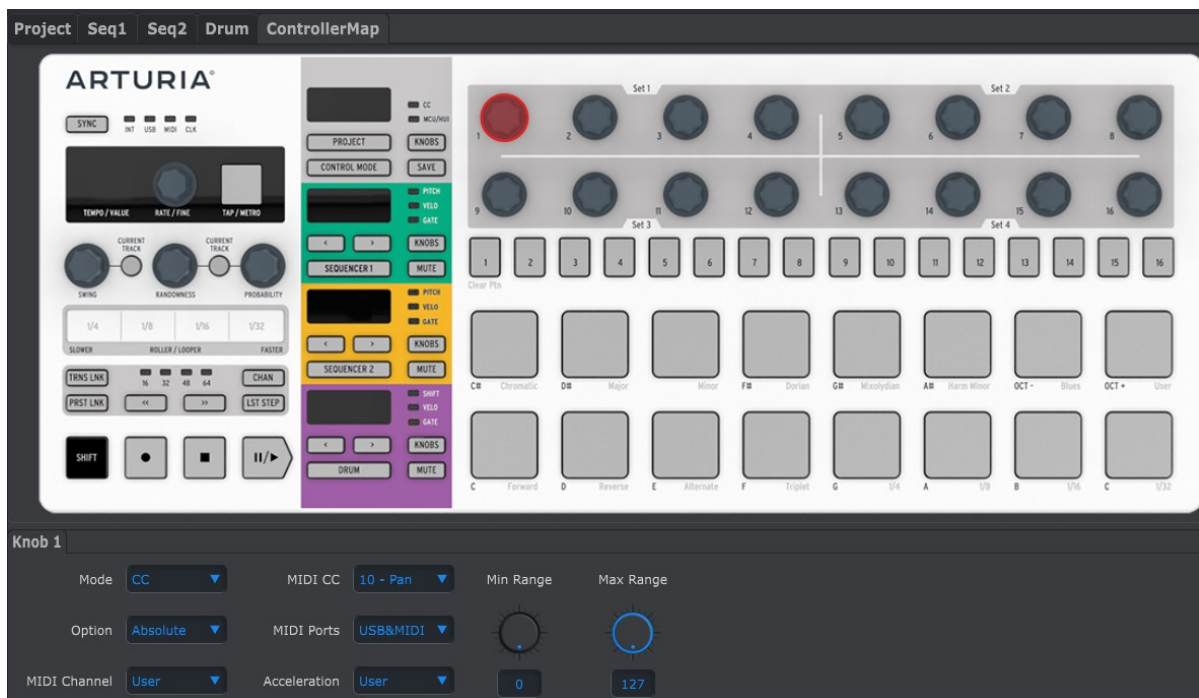 Project Seq1 Seq2 Drum ControllerMap
ARTURIA
SYNC
INT USB MIDI CLK
TEMPO / VALUE RATE / FINE TAP / METRO
CURRENT TRACK CURRENT TRACK
SWING RANDOMNESS PROBABILITY
1/4 1/8 1/16 1/32
SLOWER ROLLER / LOOPER FASTER
TRNS LNK 16 32 48 64 CHAN
PRST LNK << >> LST STEP
SHIFT
CC
MCU/HUI
PROJECT KNOBS
CONTROL MODE SAVE
PITCH
VELO
GATE
< > KNOBS
SEQUENCER 1 MUTE
PITCH
VELO
GATE
< > KNOBS
SEQUENCER 2 MUTE
SHIFT
VELO
GATE
< > KNOBS
DRUM MUTE
Set 1 Set 2
1 2 3 4 5 6 7 8
9 10 11 12 13 14 15 16
Set 3 Set 4
1 2 3 4 5 6 7 8 9 10 11 12 13 14 15 16
Clear Ptn
C# Chromatic D# Major Minor F# Dorian G# Mixolydian A# Harm Minor OCT - Blues OCT + User
C Forward D Reverse E Alternate F Triplet G 1/4 A 1/8 B 1/16 C 1/32
Knob 1
Mode CC MIDI CC 10 - Pan Min Range Max Range
Option Absolute MIDI Ports USB&MIDI
MIDI Channel User Acceleration User 0 127